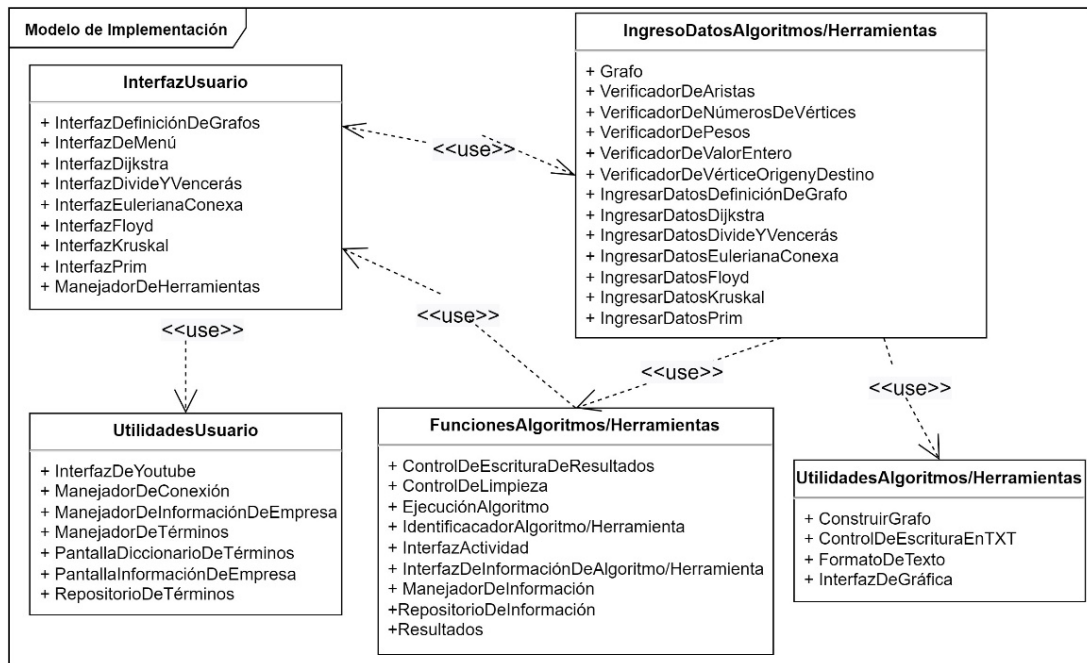 Modelo de Implementación
InterfazUsuario
+ InterfazDefiniciónDeGrafos
+ InterfazDeMenú
+ InterfazDijkstra
+ InterfazDivideYVencerás
+ InterfazEulerianaConexa
+ InterfazFloyd
+ InterfazKruskal
+ InterfazPrim
+ ManejadorDeHerramientas
<<use>>
IngresoDatosAlgoritmos/Herramientas
+ Grafo
+ VerificadorDeAristas
+ VerificadorDeNúmerosDeVértices
+ VerificadorDePesos
+ VerificadorDeValorEntero
+ VerificadorDeVérticeOrigenyDestino
+ IngresarDatosDefiniciónDeGrafo
+ IngresarDatosDijkstra
+ IngresarDatosDivideYVencerás
+ IngresarDatosEulerianaConexa
+ IngresarDatosFloyd
+ IngresarDatosKruskal
+ IngresarDatosPrim
<<use>>
<<use>>
<<use>>
<<use>>
UtilidadesUsuario
+ InterfazDeYoutube
+ ManejadorDeConexión
+ ManejadorDeInformaciónDeEmpresa
+ ManejadorDeTérminos
+ PantallaDiccionarioDeTérminos
+ PantallaInformaciónDeEmpresa
+ RepositorioDeTérminos
FuncionesAlgoritmos/Herramientas
+ ControlDeEscrituraDeResultados
+ ControlDeLimpieza
+ EjecuciónAlgoritmo
+ IdentificacadorAlgoritmo/Herramienta
+ InterfazActividad
+ InterfazDeInformaciónDeAlgoritmo/Herramienta
+ ManejadorDeInformación
+RepositorioDeInformación
+Resultados
UtilidadesAlgoritmos/Herramientas
+ ConstruirGrafo
+ ControlDeEscrituraEnTXT
+ FormatoDeTexto
+ InterfazDeGráfica